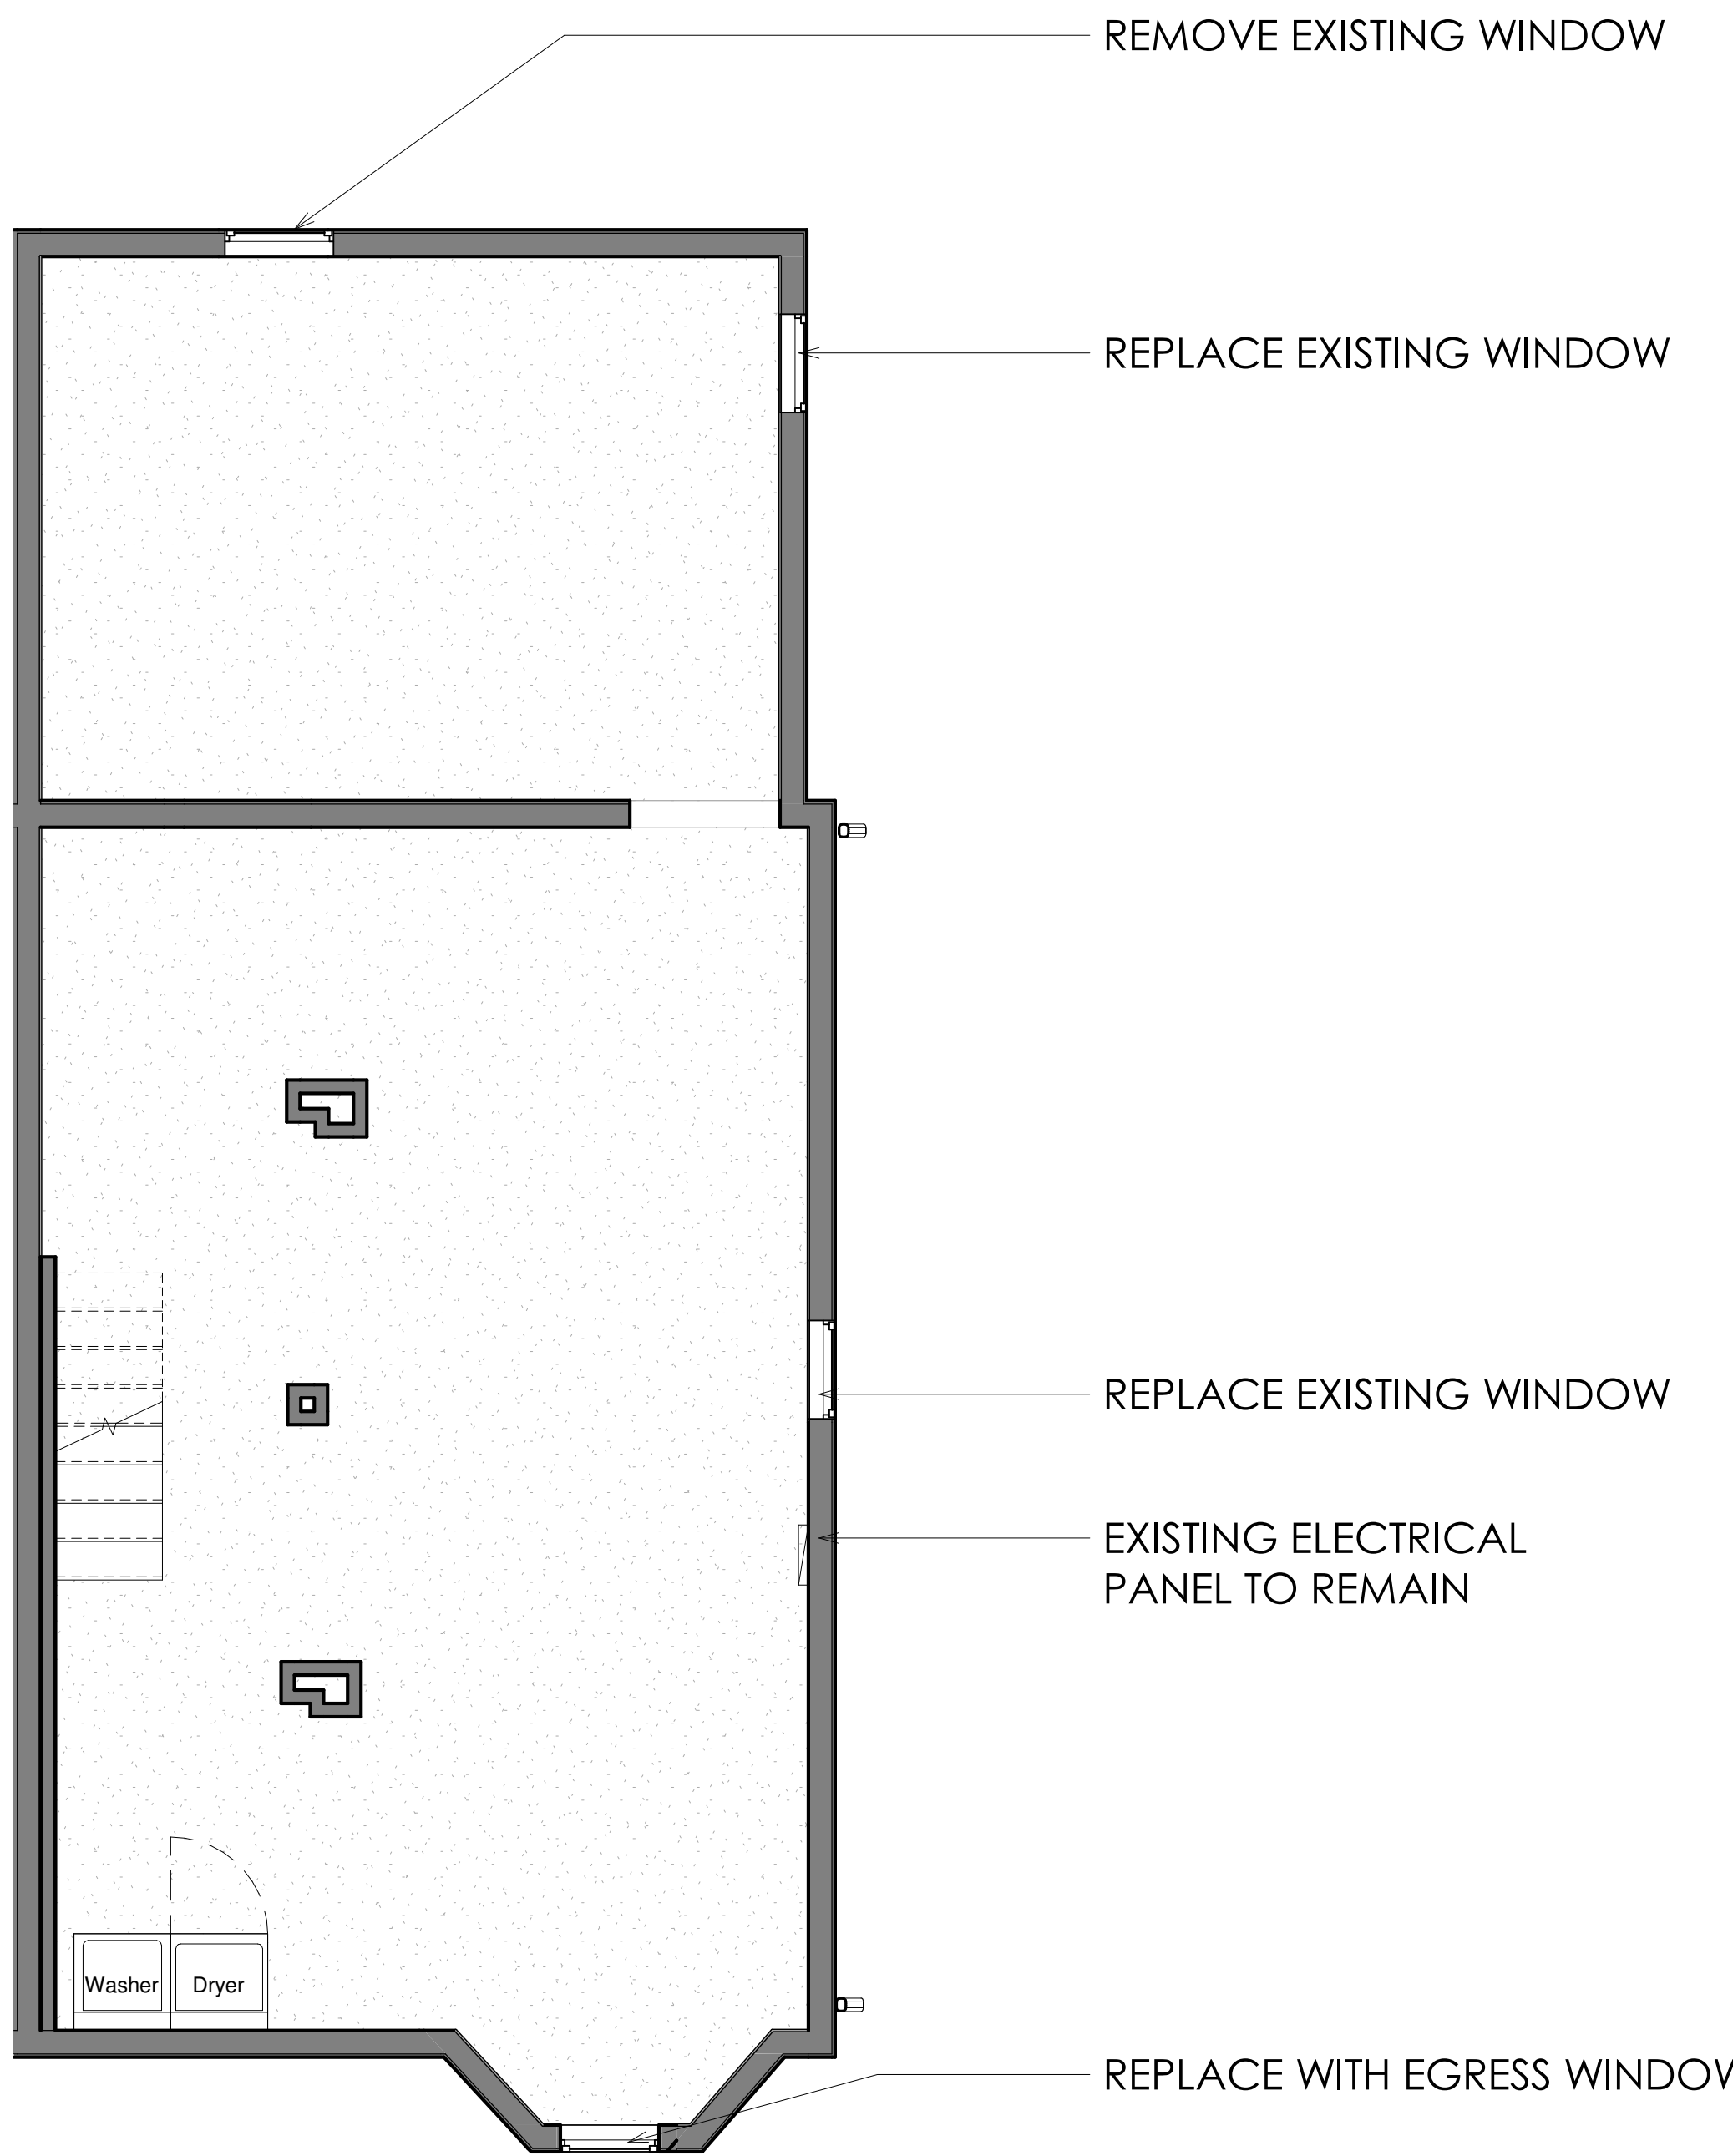 REMOVE EXISTING WINDOW
REPLACE EXISTING WINDOW
REPLACE EXISTING WINDOW
EXISTING ELECTRICAL
PANEL TO REMAIN
Washer Dryer
REPLACE WITH EGRESS WINDOW